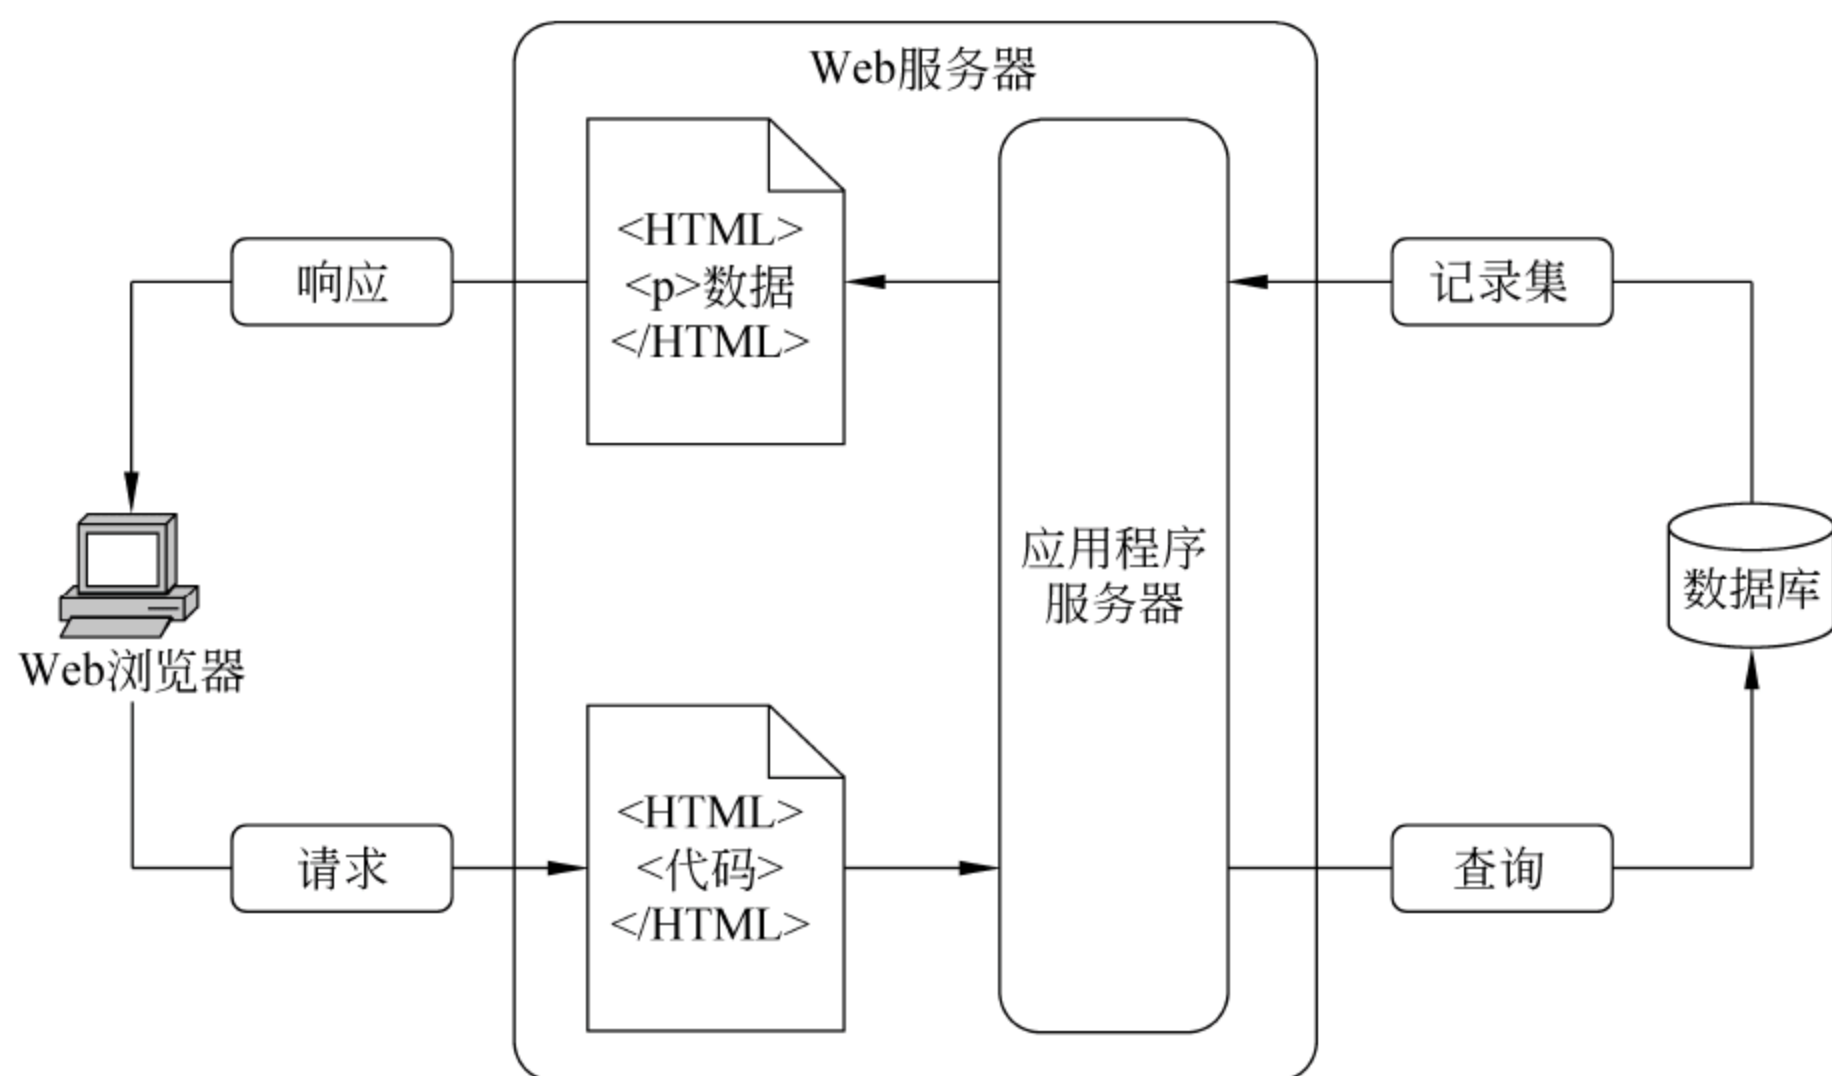 Web服务器
<HTML>
<p>数据
</HTML>
响应
记录集
应用程序
服务器
数据库
Web浏览器
<HTML>
<代码>
</HTML>
请求
查询